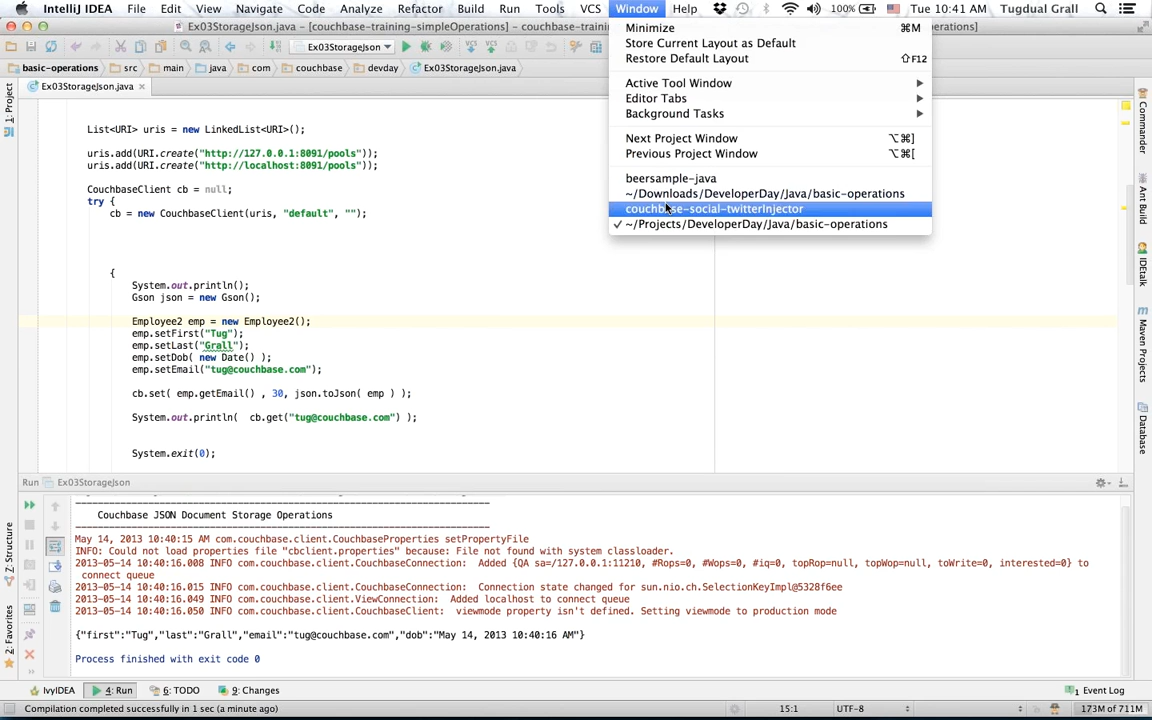 IntelliJ IDEA File Edit View Navigate Code Analyze Refactor Build Run Tools VCS Window Help 100% Tue 10:41 AM Tugdual Grall
Ex03StorageJson.java - [couchbase-training-simpleOperations] - couchbase-training
erations]
Ex03StorageJson
basic-operations src main java com couchbase devday Ex03StorageJson.java
Ex03StorageJson.java
Minimize ⌘M
Store Current Layout as Default
Restore Default Layout ⇧F12
Active Tool Window
Editor Tabs
Background Tasks
Next Project Window ⌥⌘]
Previous Project Window ⌥⌘[
beersample-java
~/Downloads/DeveloperDay/Java/basic-operations
couchbase-social-twitterInjector
✓ ~/Projects/DeveloperDay/Java/basic-operations
1: Project
Commander
Ant Build
IDEtalk
Maven Projects
Database
List<URI> uris = new LinkedList<URI>();
uris.add(URI.create("http://127.0.0.1:8091/pools"));
uris.add(URI.create("http://localhost:8091/pools"));
CouchbaseClient cb = null;
try {
cb = new CouchbaseClient(uris, "default", "");
{
System.out.println();
Gson json = new Gson();
Employee2 emp = new Employee2();
emp.setFirst("Tug");
emp.setLast("Grall");
emp.setDob( new Date() );
emp.setEmail("tug@couchbase.com");
cb.set( emp.getEmail() , 30, json.toJson( emp ) );
System.out.println( cb.get("tug@couchbase.com") );
System.exit(0);
Run Ex03StorageJson
Z: Structure
2: Favorites
Couchbase JSON Document Storage Operations
May 14, 2013 10:40:15 AM com.couchbase.client.CouchbaseProperties setPropertyFile
INFO: Could not load properties file "cbclient.properties" because: File not found with system classloader.
2013-05-14 10:40:16.008 INFO com.couchbase.client.CouchbaseConnection: Added {QA sa=/127.0.0.1:11210, #Rops=0, #Wops=0, #iq=0, topRop=null, topWop=null, toWrite=0, interested=0} to
connect queue
2013-05-14 10:40:16.015 INFO com.couchbase.client.CouchbaseConnection: Connection state changed for sun.nio.ch.SelectionKeyImpl@5328f6ee
2013-05-14 10:40:16.049 INFO com.couchbase.client.ViewConnection: Added localhost to connect queue
2013-05-14 10:40:16.050 INFO com.couchbase.client.CouchbaseClient: viewmode property isn't defined. Setting viewmode to production mode
{"first":"Tug","last":"Grall","email":"tug@couchbase.com","dob":"May 14, 2013 10:40:16 AM"}
Process finished with exit code 0
IvyIDEA 4: Run 6: TODO 9: Changes 1 Event Log
Compilation completed successfully in 1 sec (a minute ago) 15:1 UTF-8 173M of 711M